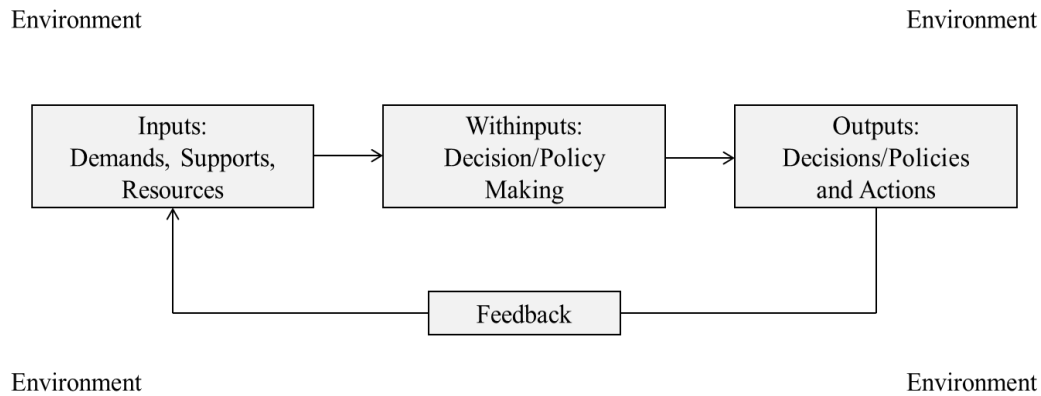 Environment
Environment
Inputs:
Demands, Supports,
Resources
Withinputs:
Decision/Policy
Making
Outputs:
Decisions/Policies
and Actions
Feedback
Environment
Environment